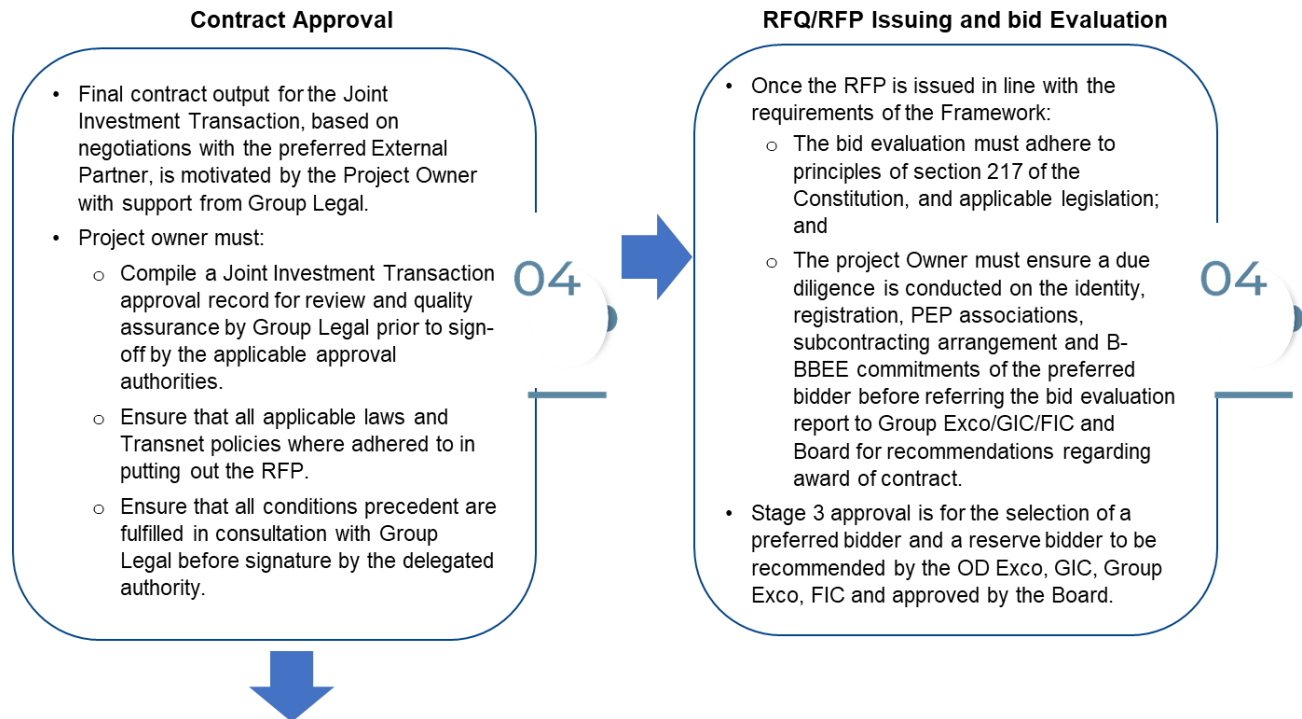 Contract Approval
• Final contract output for the Joint
Investment Transaction, based on
negotiations with the preferred External
Partner, is motivated by the Project Owner
with support from Group Legal.
• Project owner must:
o Compile a Joint Investment Transaction
approval record for review and quality
assurance by Group Legal prior to sign-
off by the applicable approval
authorities.
o Ensure that all applicable laws and
Transnet policies where adhered to in
putting out the RFP.
o Ensure that all conditions precedent are
fulfilled in consultation with Group
Legal before signature by the delegated
authority.
04
RFQ/RFP Issuing and bid Evaluation
• Once the RFP is issued in line with the
requirements of the Framework:
o The bid evaluation must adhere to
principles of section 217 of the
Constitution, and applicable legislation;
and
o The project Owner must ensure a due
diligence is conducted on the identity,
registration, PEP associations,
subcontracting arrangement and B-
BBEE commitments of the preferred
bidder before referring the bid evaluation
report to Group Exco/GIC/FIC and
Board for recommendations regarding
award of contract.
• Stage 3 approval is for the selection of a
preferred bidder and a reserve bidder to be
recommended by the OD Exco, GIC, Group
Exco, FIC and approved by the Board.
04